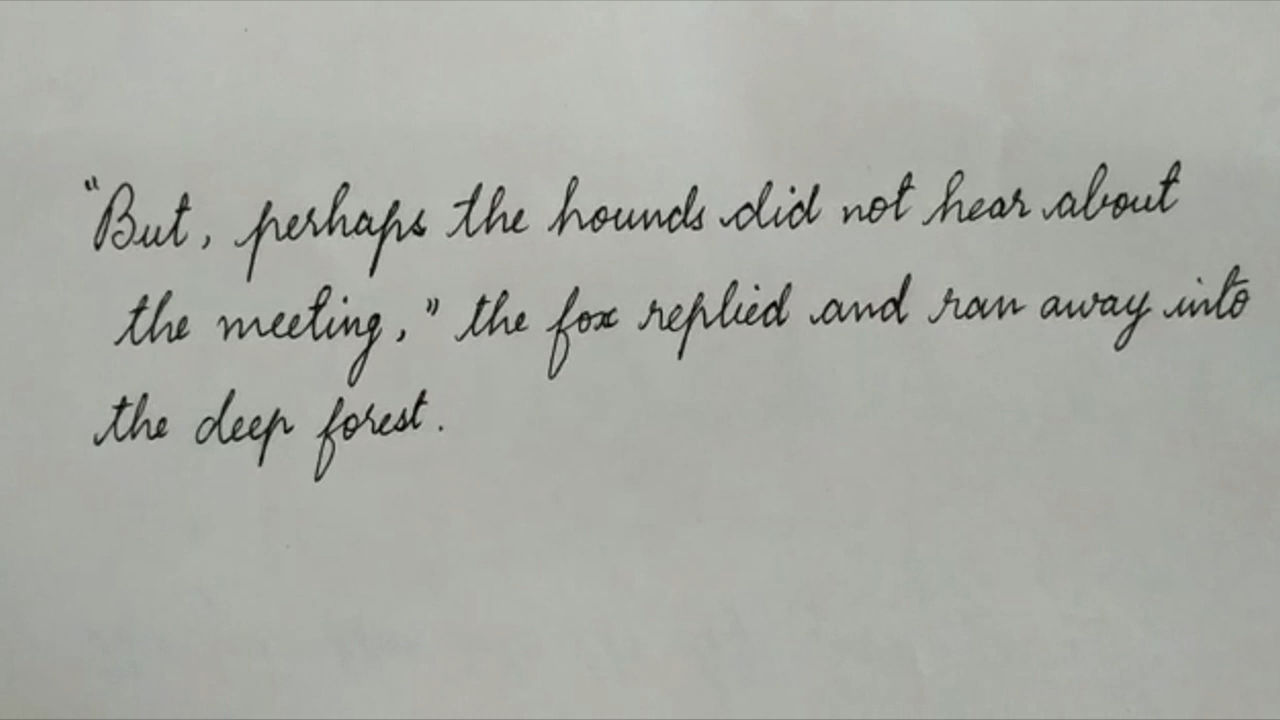 "But, perhaps the hounds did not hear about
the meeting," the fox replied and ran away into
the deep forest.